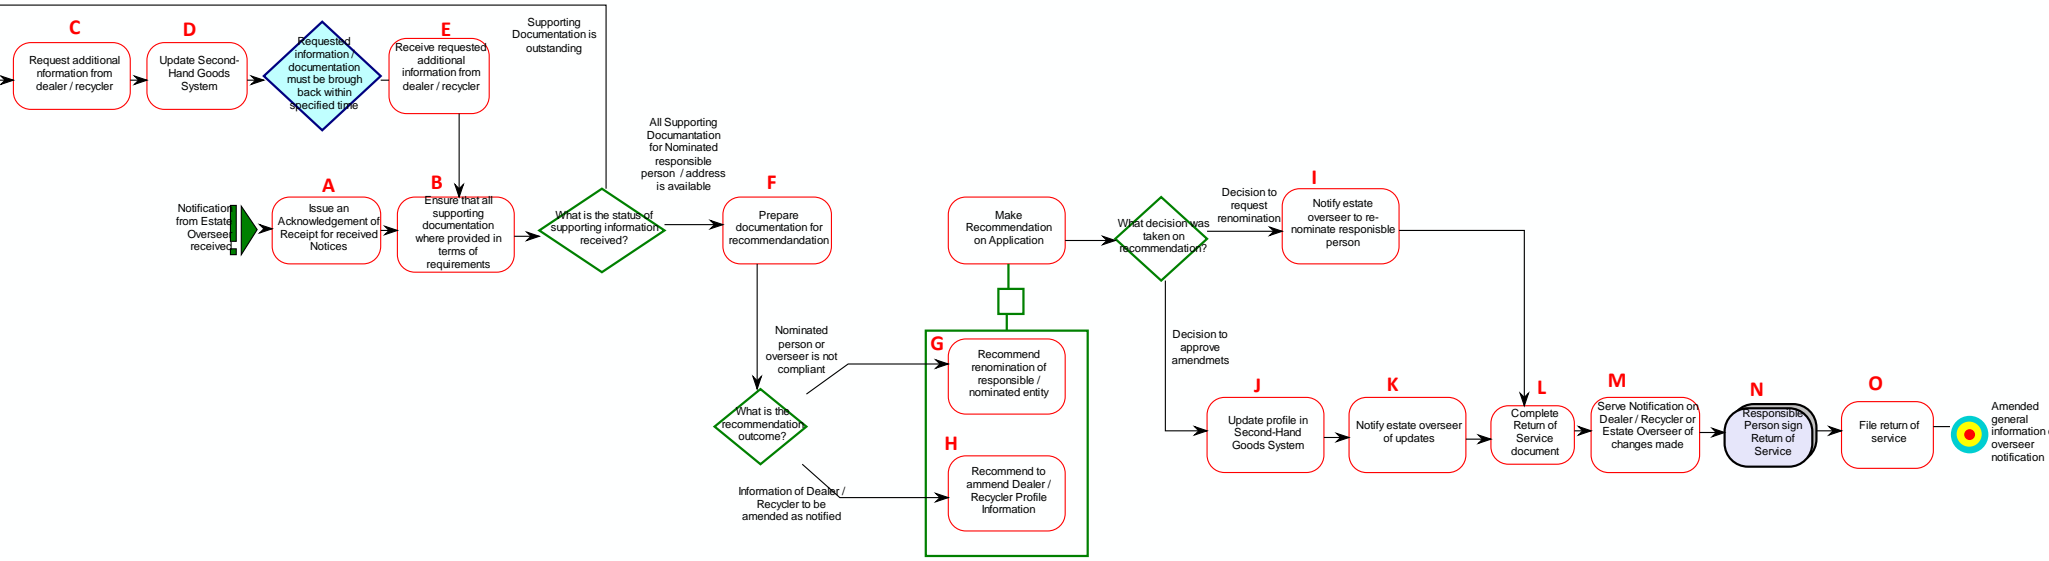 C
Request additional
nformation from
dealer / recycler
D
Update Second-
Hand Goods
System
Requested
information /
documentation
must be brough
back within
specified time
E
Receive requested
additional
information from
dealer / recycler
Supporting
Documentation is
outstanding
Notification
from Estate
Overseer
received
A
Issue an
Acknowledgement of
Receipt for received
Notices
B
Ensure that all
supporting
documentation
where provided in
terms of
requirements
What is the status of
supporting information
received?
All Supporting
Documantation
for Nominated
responsible
person / address
is available
F
Prepare
documentation for
recommendandation
What is the
recommendation
outcome?
Nominated
person or
overseer is not
compliant
Information of Dealer /
Recycler to be
amended as notified
Make
Recommendation
on Application
G
Recommend
renomination of
responsible /
nominated entity
H
Recommend to
ammend Dealer /
Recycler Profile
Information
What decision was
taken on
recommendation?
Decision to
request
renomination
I
Notify estate
overseer to re-
nominate responisble
person
Decision to
approve
amendmets
J
Update profile in
Second-Hand
Goods System
K
Notify estate overseer
of updates
L
Complete
Return of
Service
document
M
Serve Notification on
Dealer / Recycler or
Estate Overseer of
changes made
N
Responsible
Person sign
Return of
Service
O
File return of
service
Amended
general
information
overseer
notification